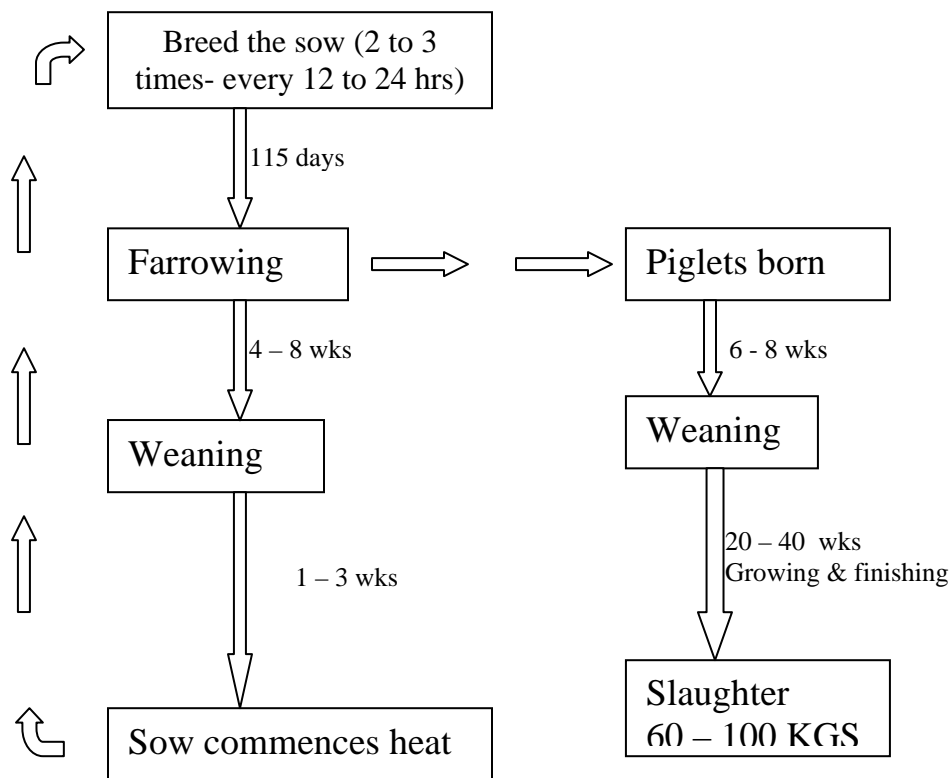 Breed the sow (2 to 3
times- every 12 to 24 hrs)
115 days
Farrowing
Piglets born
4 – 8 wks
6 - 8 wks
Weaning
Weaning
1 – 3 wks
20 – 40 wks
Growing & finishing
Slaughter
60 – 100 KGS
Sow commences heat